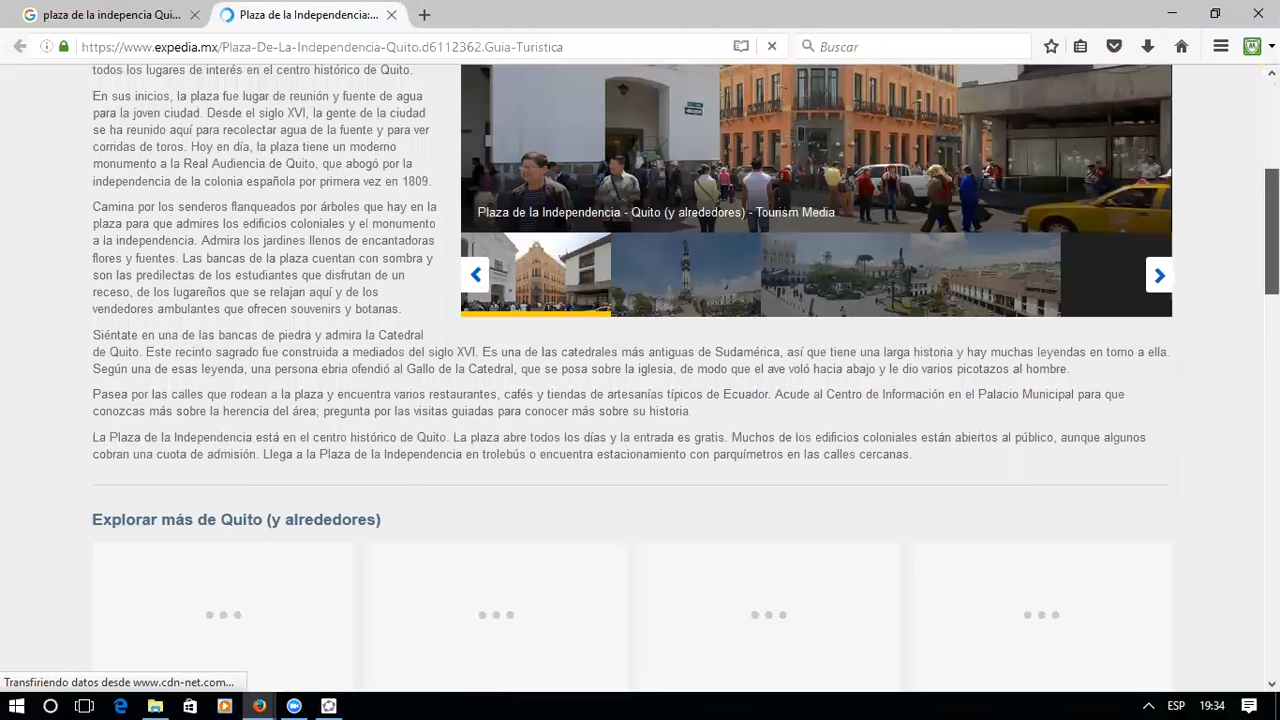 plaza de la independencia Qui...
Plaza de la Independencia:...
https://www.expedia.mx/Plaza-De-La-Independencia-Quito.d6112362.Guia-Turistica
Buscar
todos los lugares de interés en el centro histórico de Quito.
En sus inicios, la plaza fue lugar de reunión y fuente de agua
para la joven ciudad. Desde el siglo XVI, la gente de la ciudad
se ha reunido aquí para recolectar agua de la fuente y para ver
corridas de toros. Hoy en día, la plaza tiene un moderno
monumento a la Real Audiencia de Quito, que abogó por la
independencia de la colonia española por primera vez en 1809.
Camina por los senderos flanqueados por árboles que hay en la
plaza para que admires los edificios coloniales y el monumento
a la independencia. Admira los jardines llenos de encantadoras
flores y fuentes. Las bancas de la plaza cuentan con sombra y
son las predilectas de los estudiantes que disfrutan de un
receso, de los lugareños que se relajan aquí y de los
vendedores ambulantes que ofrecen souvenirs y botanas.
Plaza de la Independencia - Quito (y alrededores) - Tourism Media
Siéntate en una de las bancas de piedra y admira la Catedral
de Quito. Este recinto sagrado fue construida a mediados del siglo XVI. Es una de las catedrales más antiguas de Sudamérica, así que tiene una larga historia y hay muchas leyendas en torno a ella.
Según una de esas leyenda, una persona ebria ofendió al Gallo de la Catedral, que se posa sobre la iglesia, de modo que el ave voló hacia abajo y le dio varios picotazos al hombre.
Pasea por las calles que rodean a la plaza y encuentra varios restaurantes, cafés y tiendas de artesanías típicos de Ecuador. Acude al Centro de Información en el Palacio Municipal para que
conozcas más sobre la herencia del área; pregunta por las visitas guiadas para conocer más sobre su historia.
La Plaza de la Independencia está en el centro histórico de Quito. La plaza abre todos los días y la entrada es gratis. Muchos de los edificios coloniales están abiertos al público, aunque algunos
cobran una cuota de admisión. Llega a la Plaza de la Independencia en trolebús o encuentra estacionamiento con parquímetros en las calles cercanas.
Explorar más de Quito (y alrededores)
Transfiriendo datos desde www.cdn-net.com...
ESP
19:34